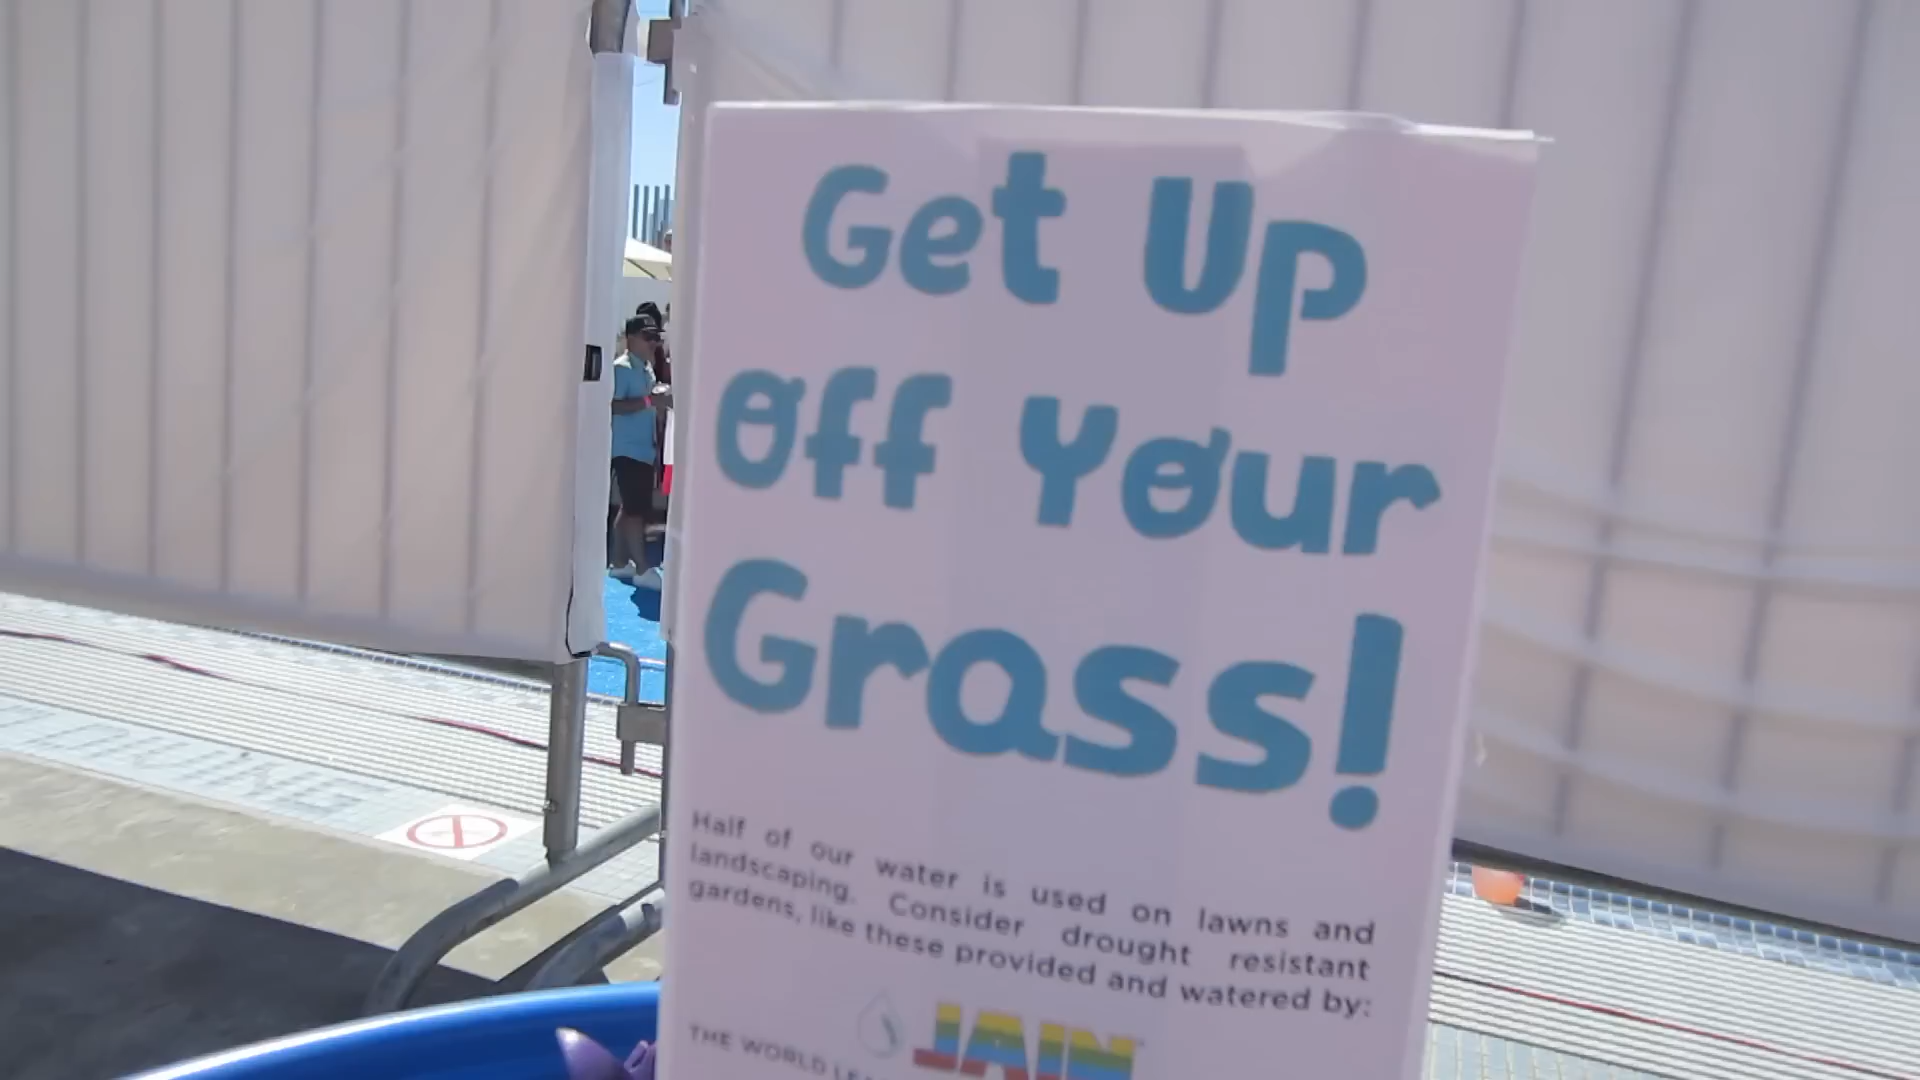 Get Up
Off Your
Grass!
Half of our water is used on lawns and
landscaping. Consider drought resistant
gardens, like these provided and watered by:
JAIN
THE WORLD
DIVING